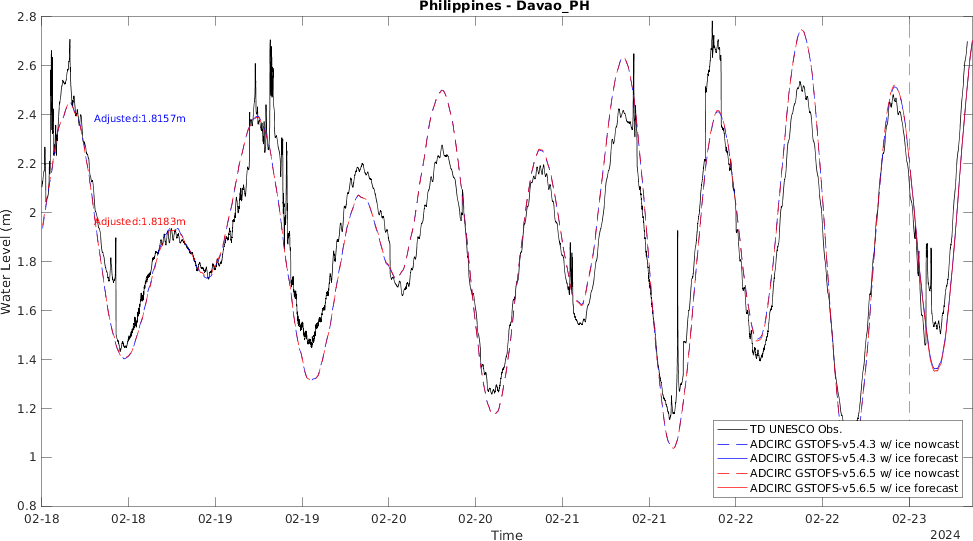 Philippines - Davao_PH
2.8
2.6
2.4
2.2
2
1.8
1.6
1.4
1.2
1
0.8
Water Level (m)
Adjusted:1.8157m
Adjusted:1.8183m
TD UNESCO Obs.
ADCIRC GSTOFS-v5.4.3 w/ ice nowcast
ADCIRC GSTOFS-v5.4.3 w/ ice forecast
ADCIRC GSTOFS-v5.6.5 w/ ice nowcast
ADCIRC GSTOFS-v5.6.5 w/ ice forecast
02-18 02-18 02-19 02-19 02-20 02-20 02-21 02-21 02-22 02-22 02-23
Time
2024